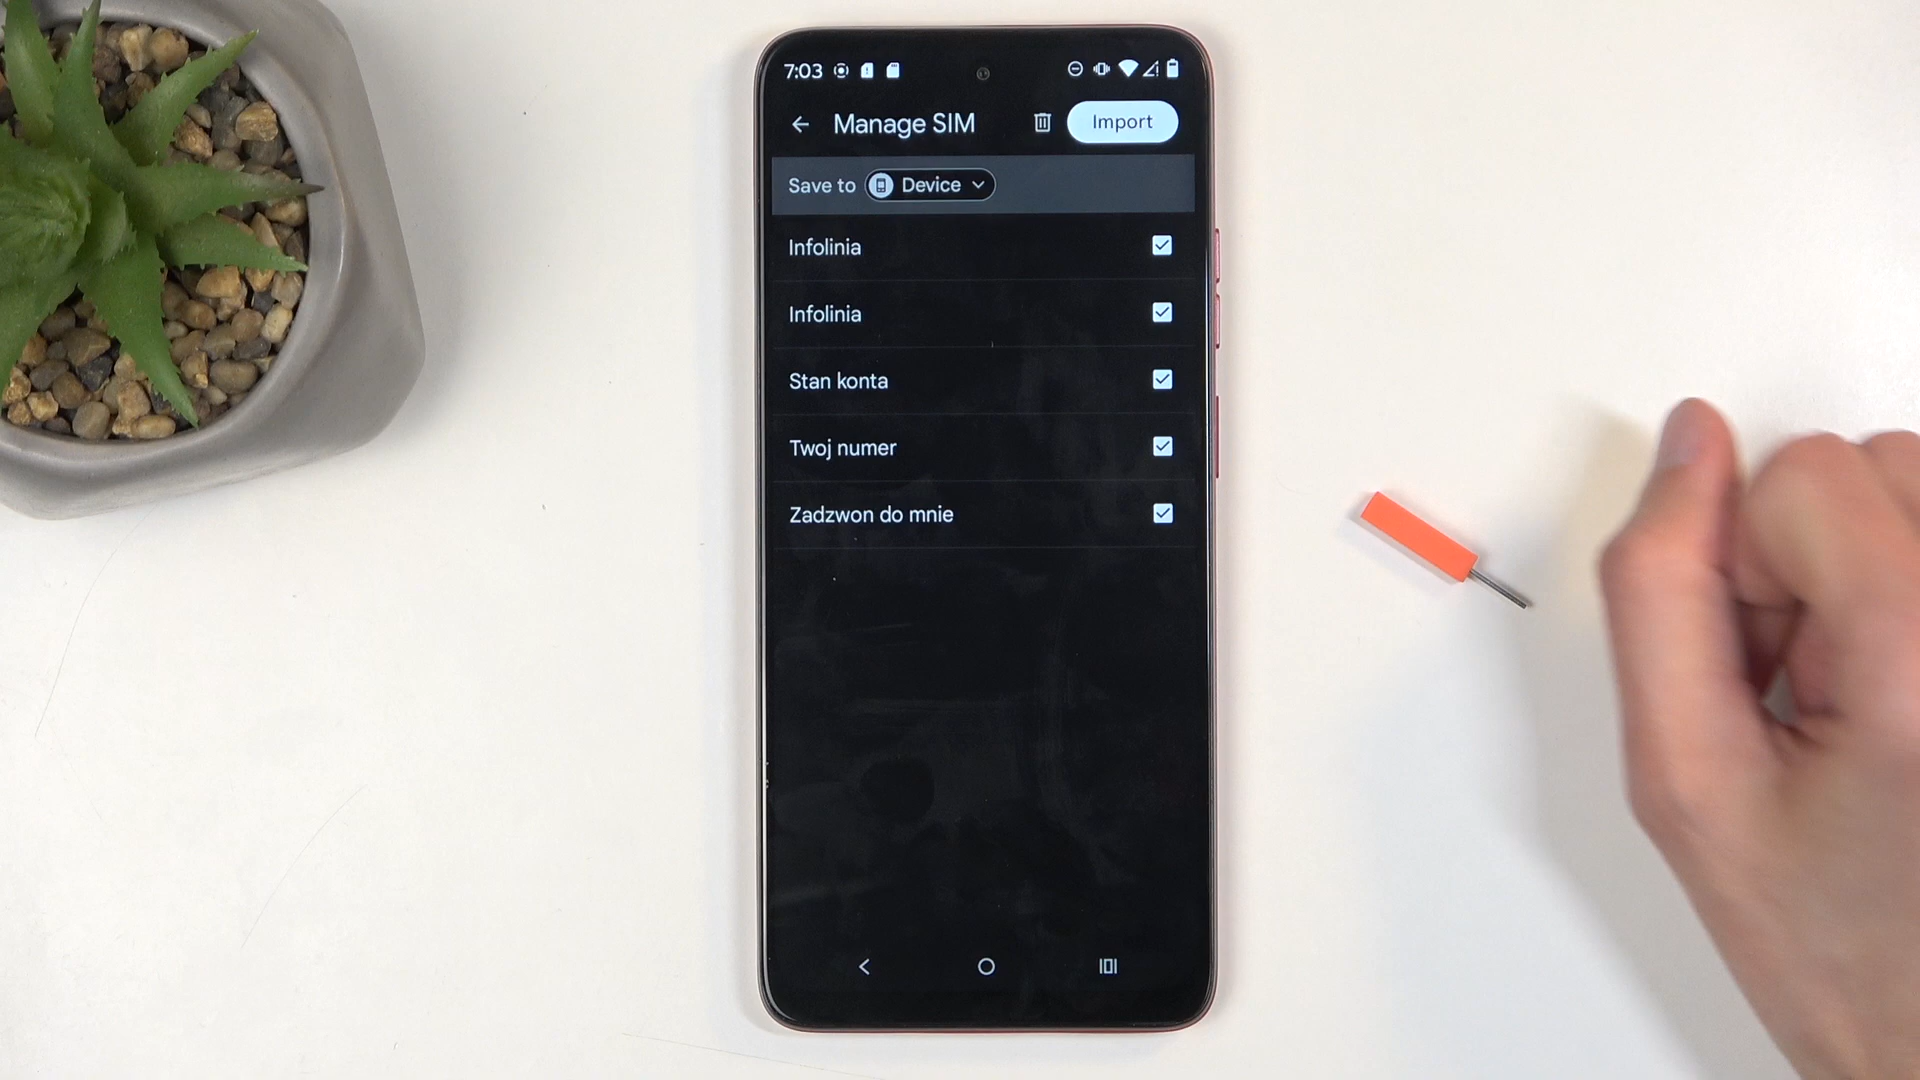 7:03
Manage SIM
Import
Save to Device
Infolinia
Infolinia
Stan konta
Twoj numer
Zadzwon do mnie